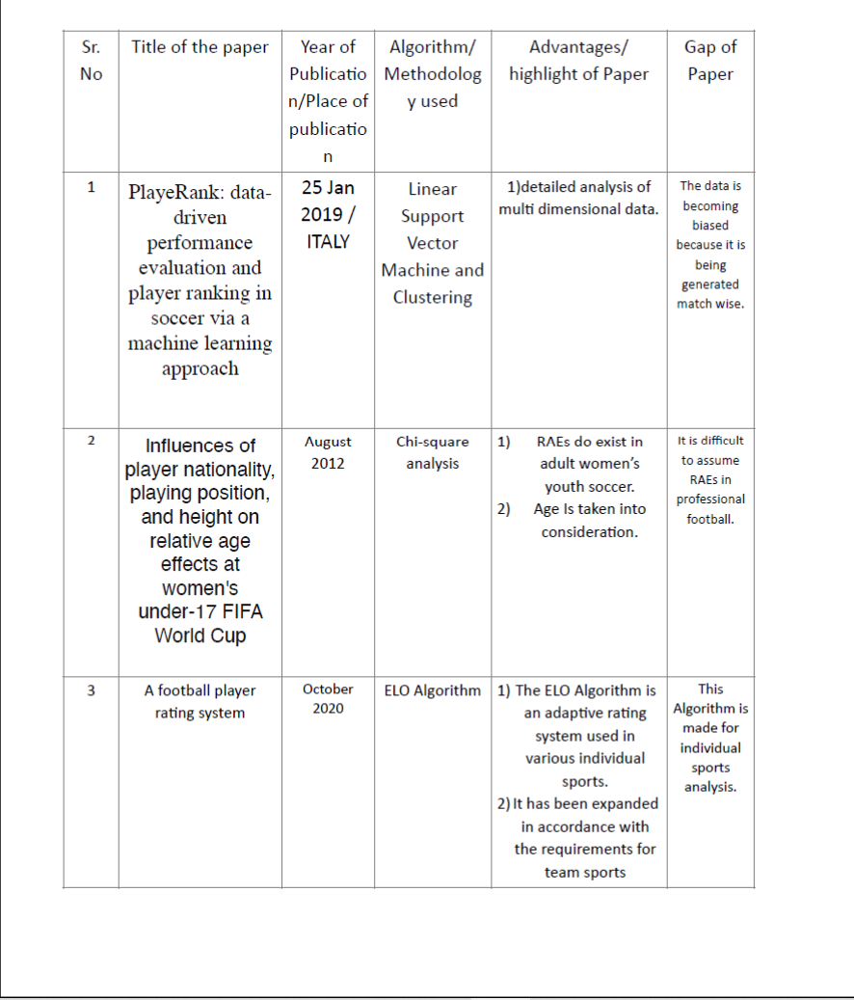 Sr.
No
Title of the paper
Year of
Publicatio
n/Place of
publicatio
n
Algorithm/
Methodolog
y used
Advantages/
highlight of Paper
Gap of
Paper
1
PlayeRank: data-
driven
performance
evaluation and
player ranking in
soccer via a
machine learning
approach
25 Jan
2019 /
ITALY
Linear
Support
Vector
Machine and
Clustering
1)detailed analysis of
multi dimensional data.
The data is
becoming
biased
because it is
being
generated
match wise.
2
Influences of
player nationality,
playing position,
and height on
relative age
effects at
women's
under-17 FIFA
World Cup
August
2012
Chi-square
analysis
1) RAEs do exist in
adult women’s
youth soccer.
2) Age Is taken into
consideration.
It is difficult
to assume
RAEs in
professional
football.
3
A football player
rating system
October
2020
ELO Algorithm
1) The ELO Algorithm is
an adaptive rating
system used in
various individual
sports.
2) It has been expanded
in accordance with
the requirements for
team sports
This
Algorithm is
made for
individual
sports
analysis.